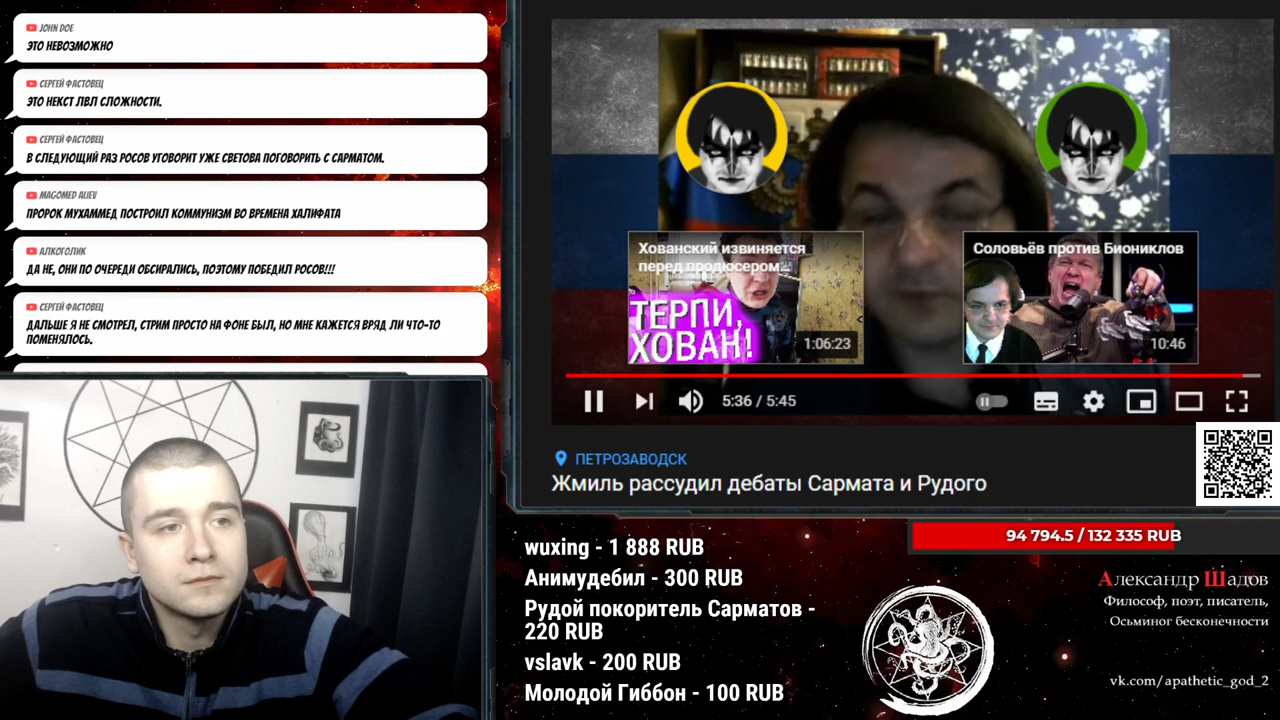 JOHN DOE
ЭТО НЕВОЗМОЖНО
СЕРГЕЙ ФАСТОВЕЦ
ЭТО НЕКСТ ЛВЛ СЛОЖНОСТИ.
СЕРГЕЙ ФАСТОВЕЦ
В СЛЕДУЮЩИЙ РАЗ РОСОВ УГОВОРИТ УЖЕ СВЕТОВА ПОГОВОРИТЬ С САРМАТОМ.
MAGOMED ALIEV
ПРОРОК МУХАММЕД ПОСТРОИЛ КОММУНИЗМ ВО ВРЕМЕНА ХАЛИФАТА
АЛКОГОЛИК
ДА НЕ, ОНИ ПО ОЧЕРЕДИ ОБСИРАЛИСЬ, ПОЭТОМУ ПОБЕДИЛ РОСОВ!!!
СЕРГЕЙ ФАСТОВЕЦ
ДАЛЬШЕ Я НЕ СМОТРЕЛ, СТРИМ ПРОСТО НА ФОНЕ БЫЛ, НО МНЕ КАЖЕТСЯ ВРЯД ЛИ ЧТО-ТО
ПОМЕНЯЛОСЬ.
Хованский извиняется
перед продюсером...
ТЕРПИ,
ХОВАН!
1:06:23
Соловьёв против Биониклов
10:46
5:36 / 5:45
ПЕТРОЗАВОДСК
Жмиль рассудил дебаты Сармата и Рудого
wuxing - 1 888 RUB
Анимудебил - 300 RUB
Рудой покоритель Сарматов -
220 RUB
vslavk - 200 RUB
Молодой Гиббон - 100 RUB
94 794.5 / 132 335 RUB
Александр Шадов
Философ, поэт, писатель,
Осьминог бесконечности
vk.com/apathetic_god_2